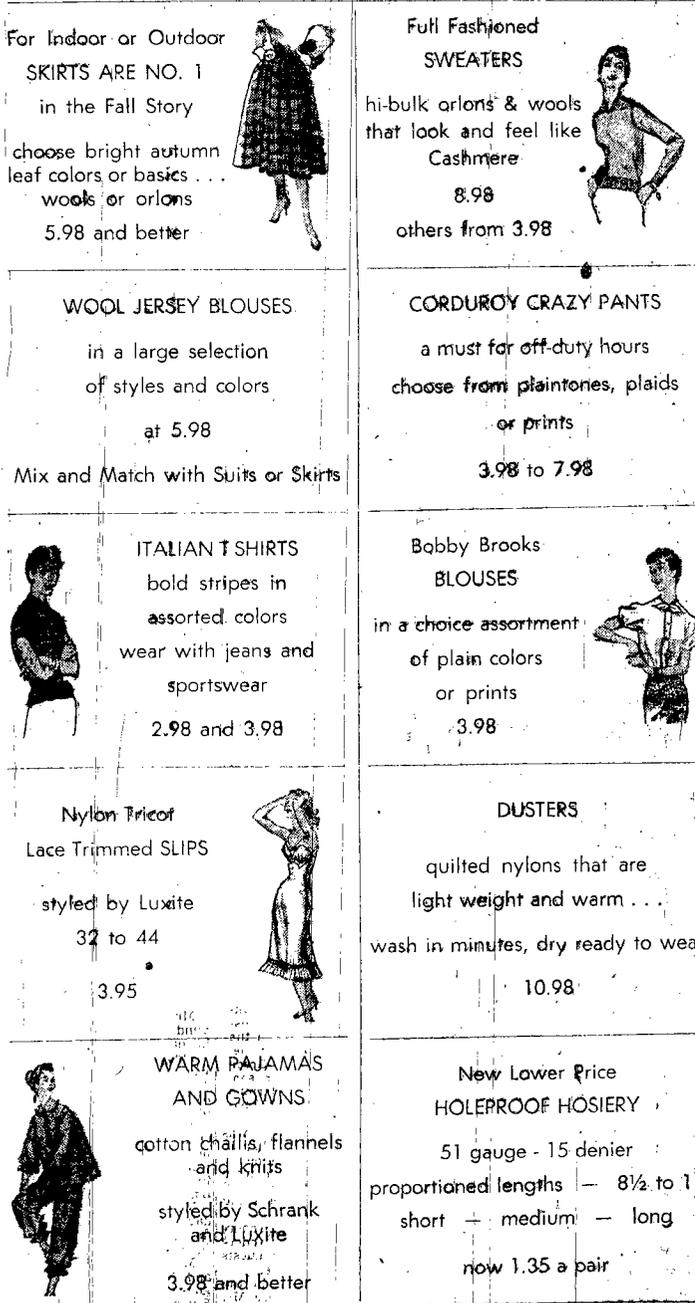 For Indoor or Outdoor
SKIRTS ARE NO. 1
in the Fall Story
choose bright autumn
leaf colors or basics . . .
wools or orlons
5.98 and better
Full Fashioned
SWEATERS
hi-bulk orlons & wools
that look and feel like
Cashmere
8.98
others from 3.98
WOOL JERSEY BLOUSES
in a large selection
of styles and colors
at 5.98
Mix and Match with Suits or Skirts
CORDUROY CRAZY PANTS
a must for off-duty hours
choose from plaintones, plaids
or prints
3.98 to 7.98
ITALIAN T SHIRTS
bold stripes in
assorted colors
wear with jeans and
sportswear
2.98 and 3.98
Bobby Brooks
BLOUSES
in a choice assortment
of plain colors
or prints
3.98
Nylon Tricot
Lace Trimmed SLIPS
styled by Luxite
32 to 44
3.95
DUSTERS
quilted nylons that are
light weight and warm . . .
wash in minutes, dry ready to wea
10.98
WARM PAJAMAS
AND GOWNS
cotton challis, flannels
and knits
styled by Schrank
and Luxite
3.98 and better
New Lower Price
HOLEPROOF HOSIERY
51 gauge - 15 denier
proportioned lengths — 8½ to 1
short — medium — long
now 1.35 a pair